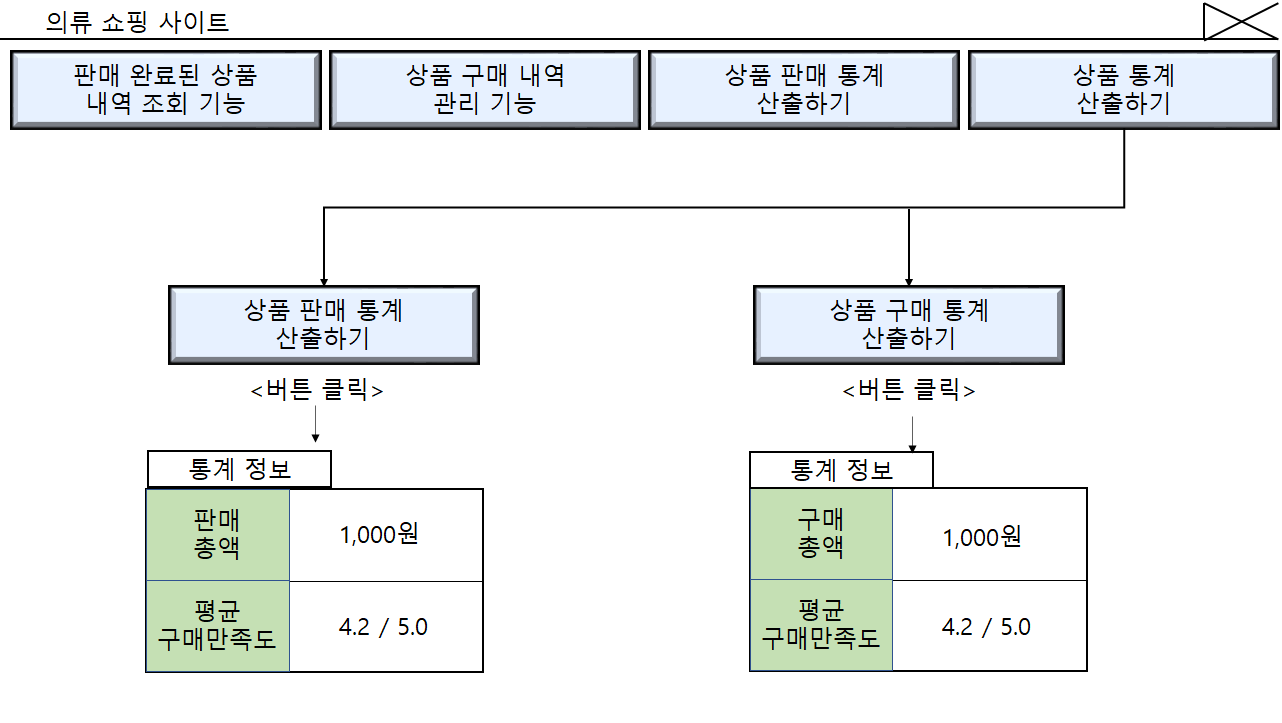 의류 쇼핑 사이트
판매 완료된 상품
내역 조회 기능
상품 구매 내역
관리 기능
상품 판매 통계
산출하기
상품 통계
산출하기
상품 판매 통계
산출하기
<버튼 클릭>
통계 정보
판매
총액
1,000원
평균
구매만족도
4.2 / 5.0
상품 구매 통계
산출하기
<버튼 클릭>
통계 정보
구매
총액
1,000원
평균
구매만족도
4.2 / 5.0